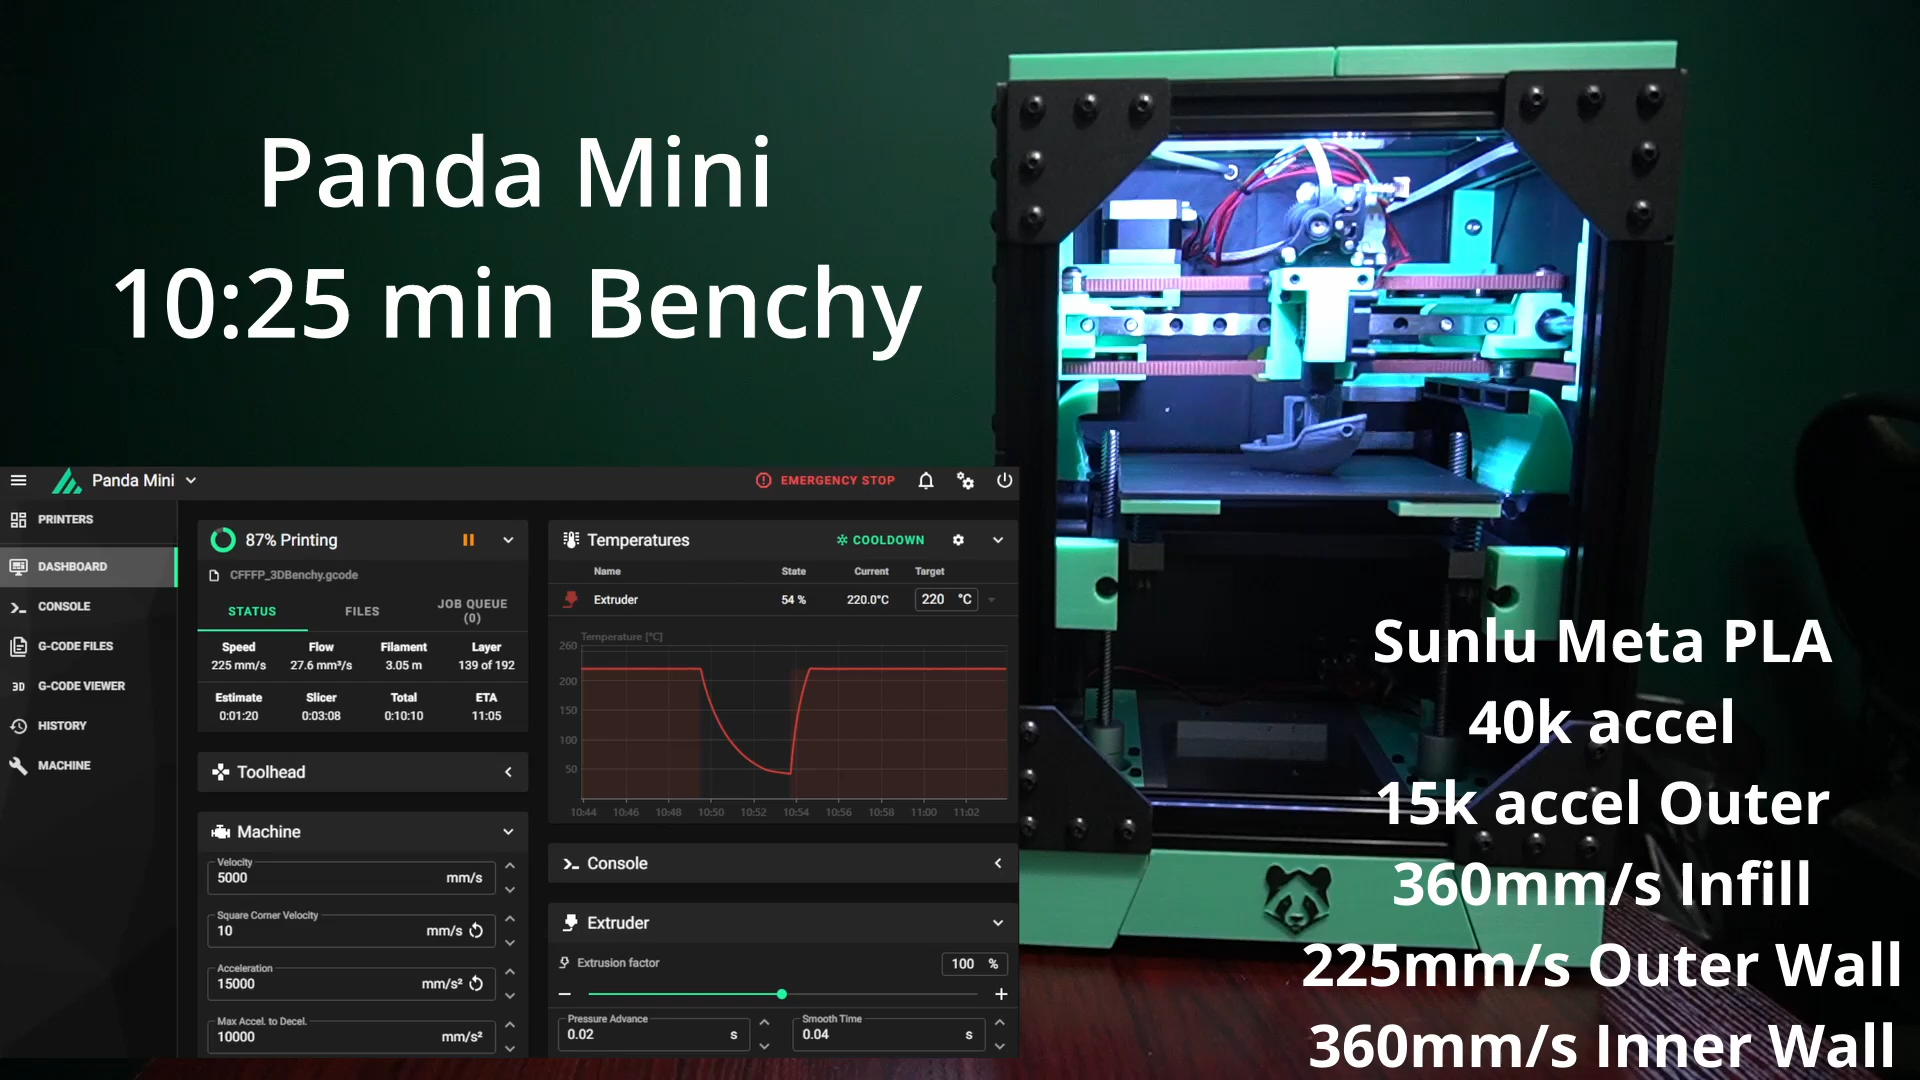 Panda Mini
10:25 min Benchy
Panda Mini
EMERGENCY STOP
PRINTERS
DASHBOARD
CONSOLE
G-CODE FILES
3D G-CODE VIEWER
HISTORY
MACHINE
87% Printing
CFFFP_3DBenchy.gcode
STATUS FILES JOB QUEUE
(0)
Speed Flow Filament Layer
225 mm/s 27.6 mm³/s 3.05 m 139 of 192
Estimate Slicer Total ETA
0:01:20 0:03:08 0:10:10 11:05
Toolhead
Machine
Velocity
5000 mm/s
Square Corner Velocity
10 mm/s
Acceleration
15000 mm/s²
Max Accel. to Decel.
10000 mm/s²
Temperatures COOLDOWN
Name State Current Target
Extruder 54 % 220.0°C 220 °C
Temperature [°C]
260
200
150
100
50
10:44 10:46 10:48 10:50 10:52 10:54 10:56 10:58 11:00 11:02
Console
Extruder
Extrusion factor 100 %
Pressure Advance Smooth Time
0.02 s 0.04 s
Sunlu Meta PLA
40k accel
15k accel Outer
360mm/s Infill
225mm/s Outer Wall
360mm/s Inner Wall